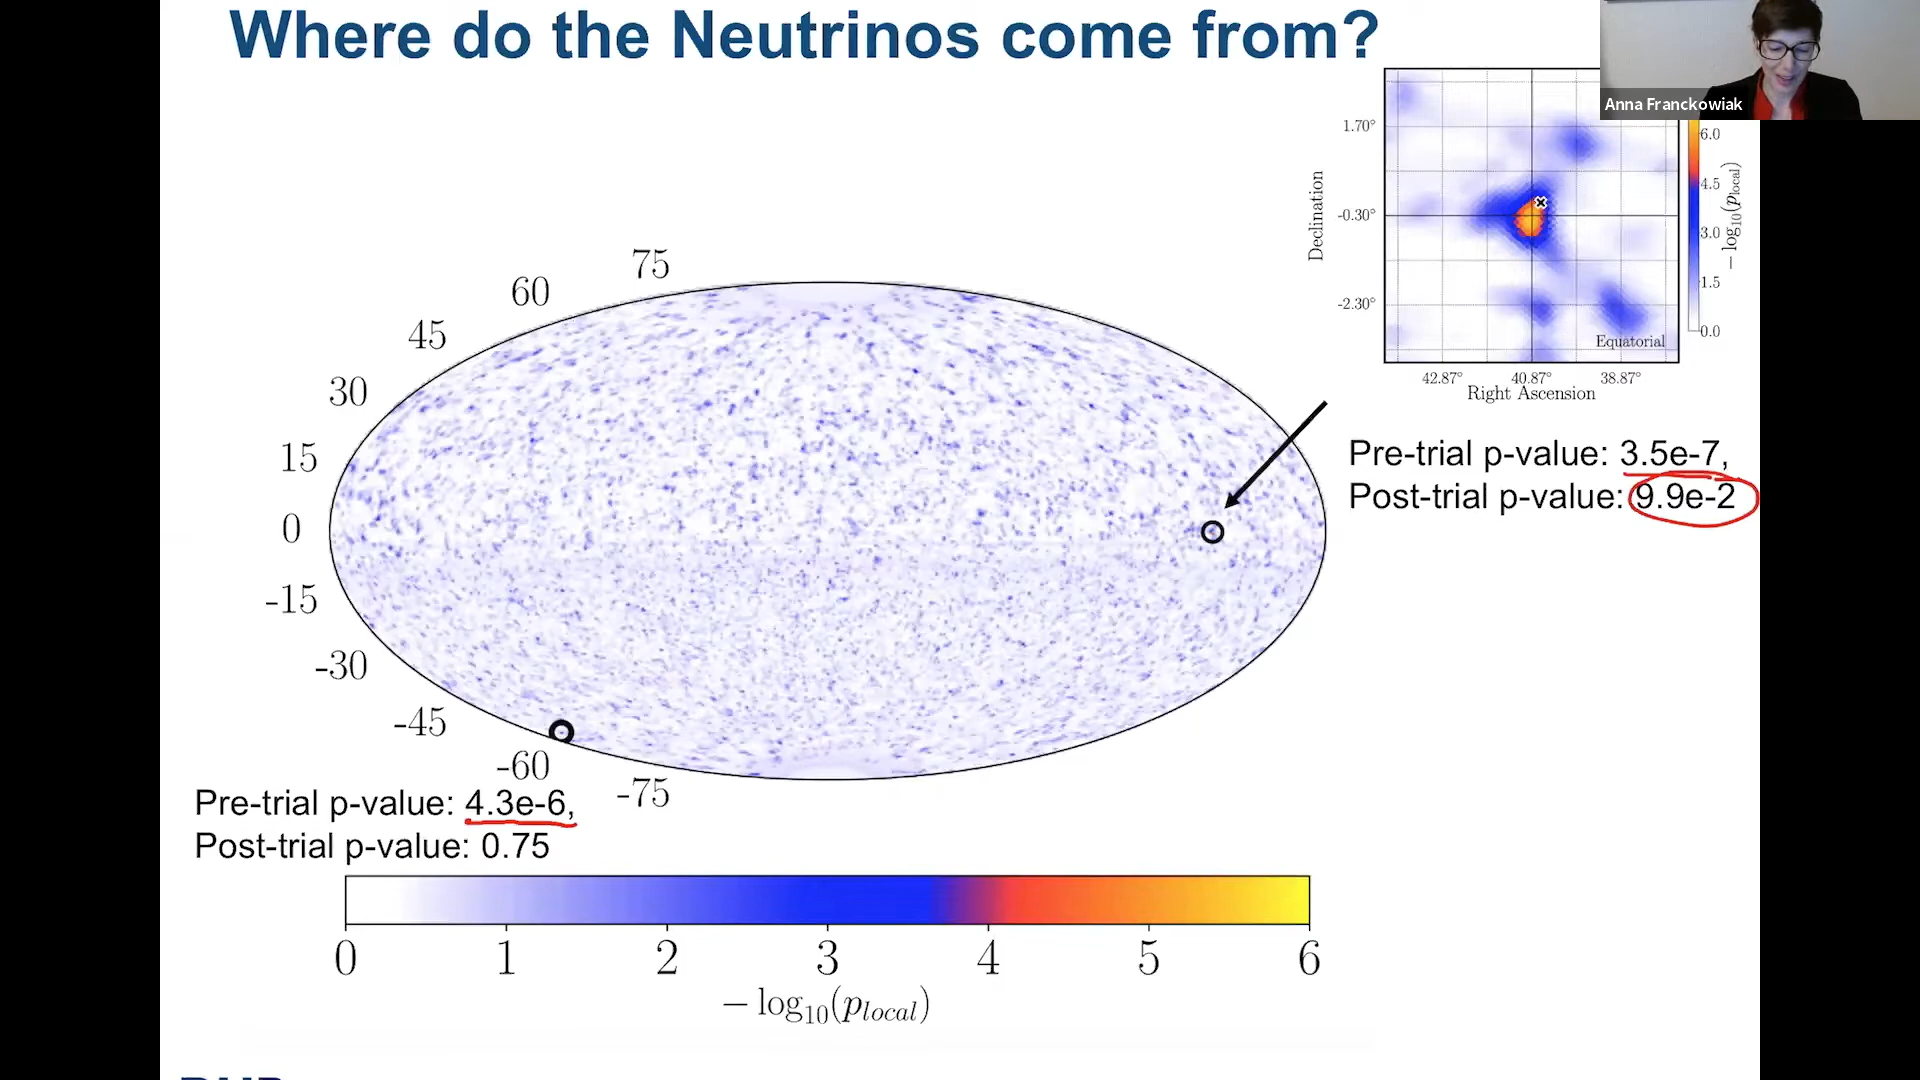 Where do the Neutrinos come from?
Anna Franckowiak
1.70°
-0.30°
-2.30°
Declination
42.87°
40.87°
38.87°
Right Ascension
Equatorial
6.0
4.5
3.0
1.5
0.0
− log₁₀(p_local)
Pre-trial p-value: 3.5e-7,
Post-trial p-value: 9.9e-2
75
60
45
30
15
0
-15
-30
-45
-60
-75
Pre-trial p-value: 4.3e-6,
Post-trial p-value: 0.75
0 1 2 3 4 5 6
− log₁₀(p_local)